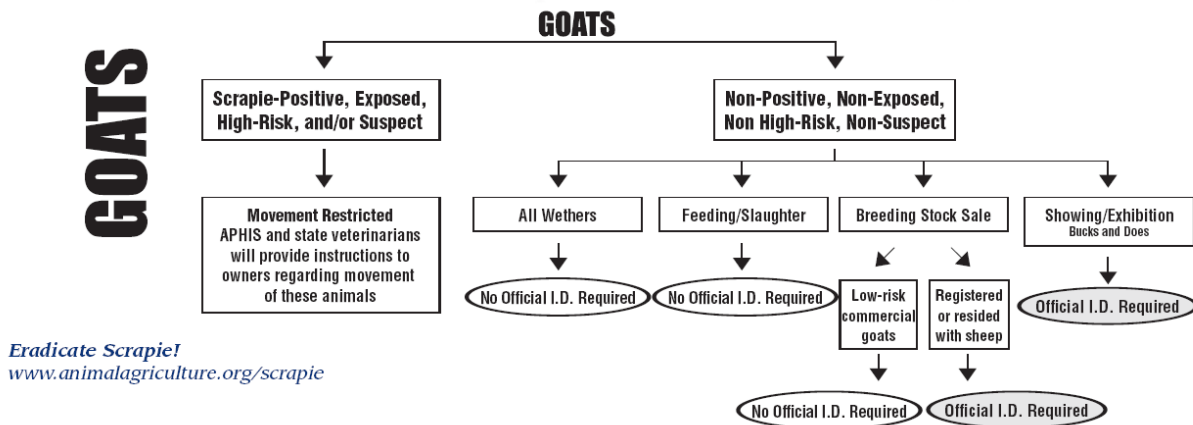 GOATS
GOATS
Scrapie-Positive, Exposed,
High-Risk, and/or Suspect
Non-Positive, Non-Exposed,
Non High-Risk, Non-Suspect
Movement Restricted
APHIS and state veterinarians
will provide instructions to
owners regarding movement
of these animals
All Wethers
Feeding/Slaughter
Breeding Stock Sale
Showing/Exhibition
Bucks and Does
No Official I.D. Required
No Official I.D. Required
Low-risk
commercial
goats
Registered
or resided
with sheep
Official I.D. Required
No Official I.D. Required
Official I.D. Required
Eradicate Scrapie!
www.animalagriculture.org/scrapie